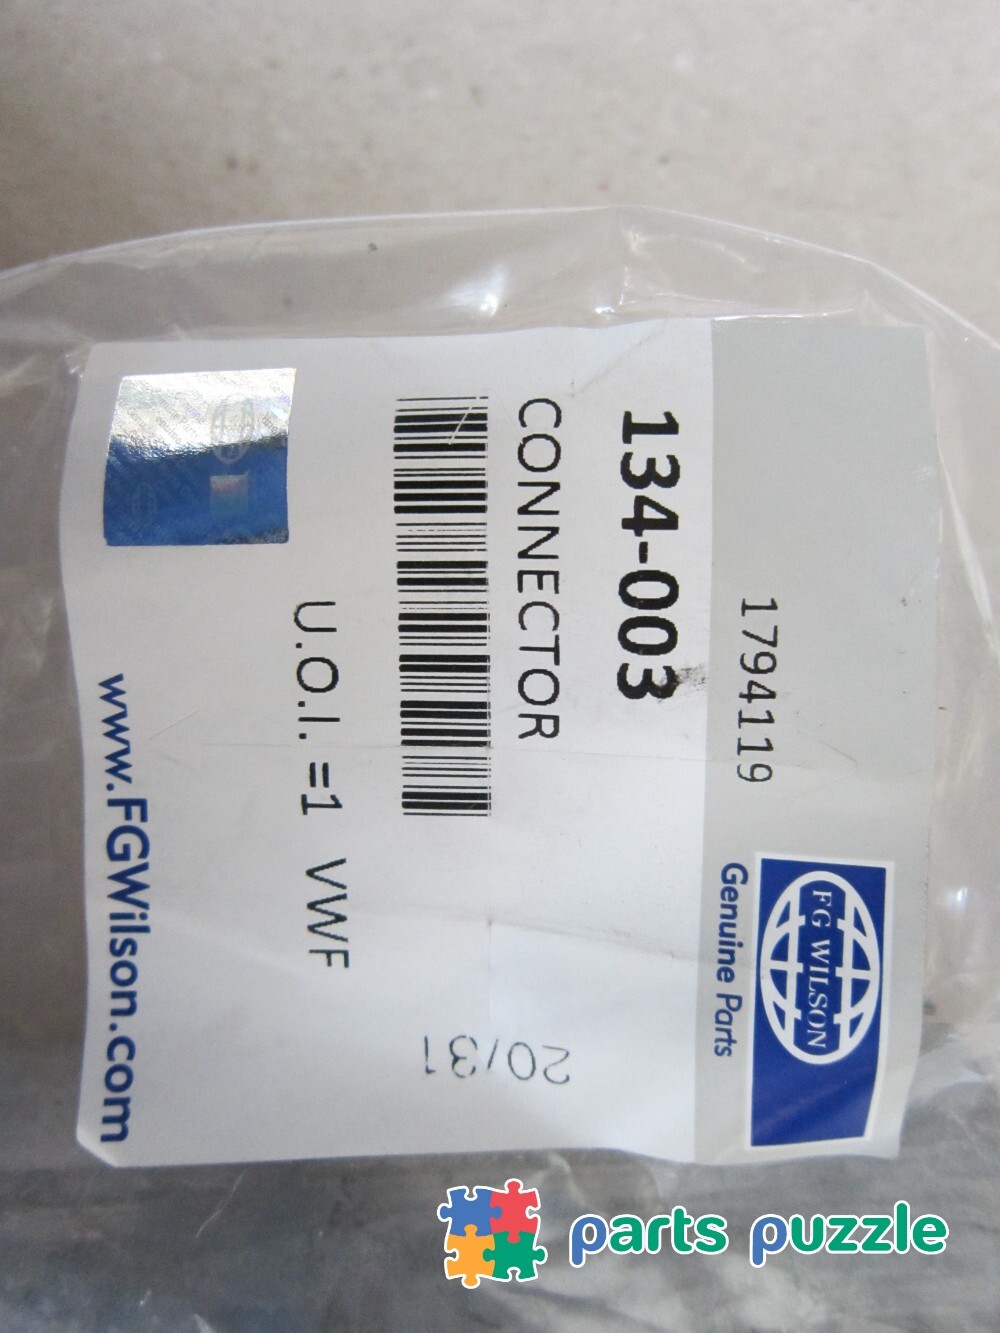 1794119
FG WILSON
Genuine Parts
134-003
CONNECTOR
20/31
U.O.I. =1 VWF
www.FGWilson.com
parts puzzle